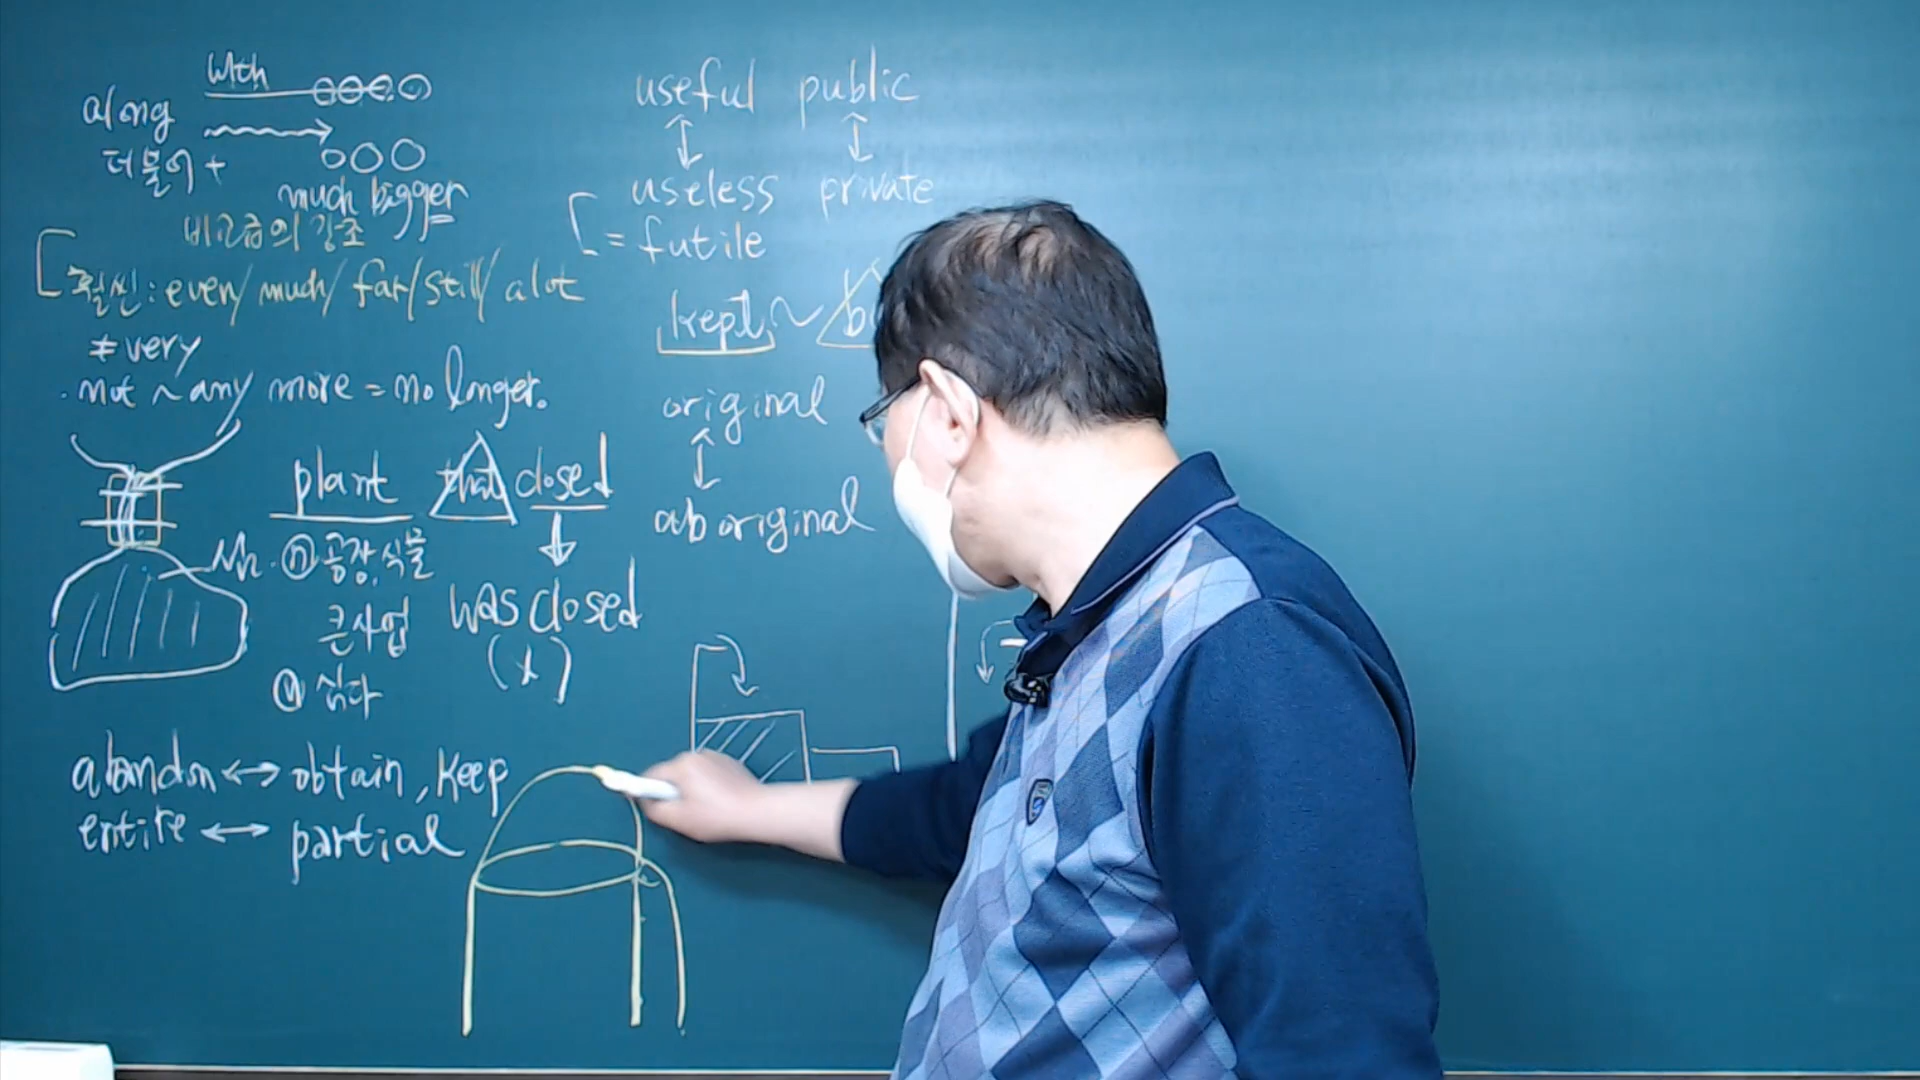 along with
더불어 +
much bigger
비교급의 강조
훨씬: even/ much/ far/ still/ a lot
≠ very
· not ~ any more = no longer.
plant that closed
ⓝ 공장, 식물
큰사업
ⓥ 심다
was closed
(x)
abandon ↔ obtain, keep
entire ↔ partial
useful public
↕ ↕
useless private
= futile
kept ~
original
↕
aboriginal